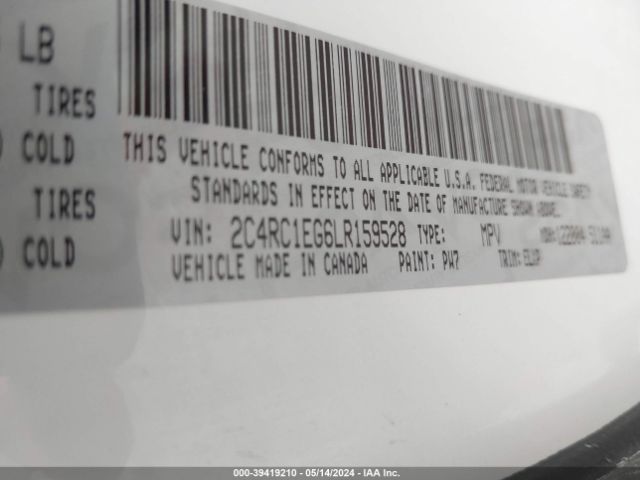 LB
TIRES
COLD
TIRES
COLD
THIS VEHICLE CONFORMS TO ALL APPLICABLE U.S.A. FEDERAL MOTOR VEHICLE SAFETY
STANDARDS IN EFFECT ON THE DATE OF MANUFACTURE SHOWN ABOVE.
VIN: 2C4RC1EG6LR159528 TYPE: MPV
VEHICLE MADE IN CANADA PAINT: PW7 TRIM:
000-39419210 - 05/14/2024 - IAA Inc.